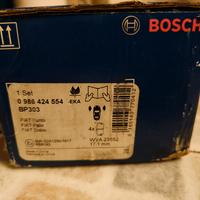 BOSCH
1 Set
0 986 424 554
BP303
EKA
FIAT Punto
FIAT Palio
FIAT Doblo
4x
WVA 23552
17.1 mm